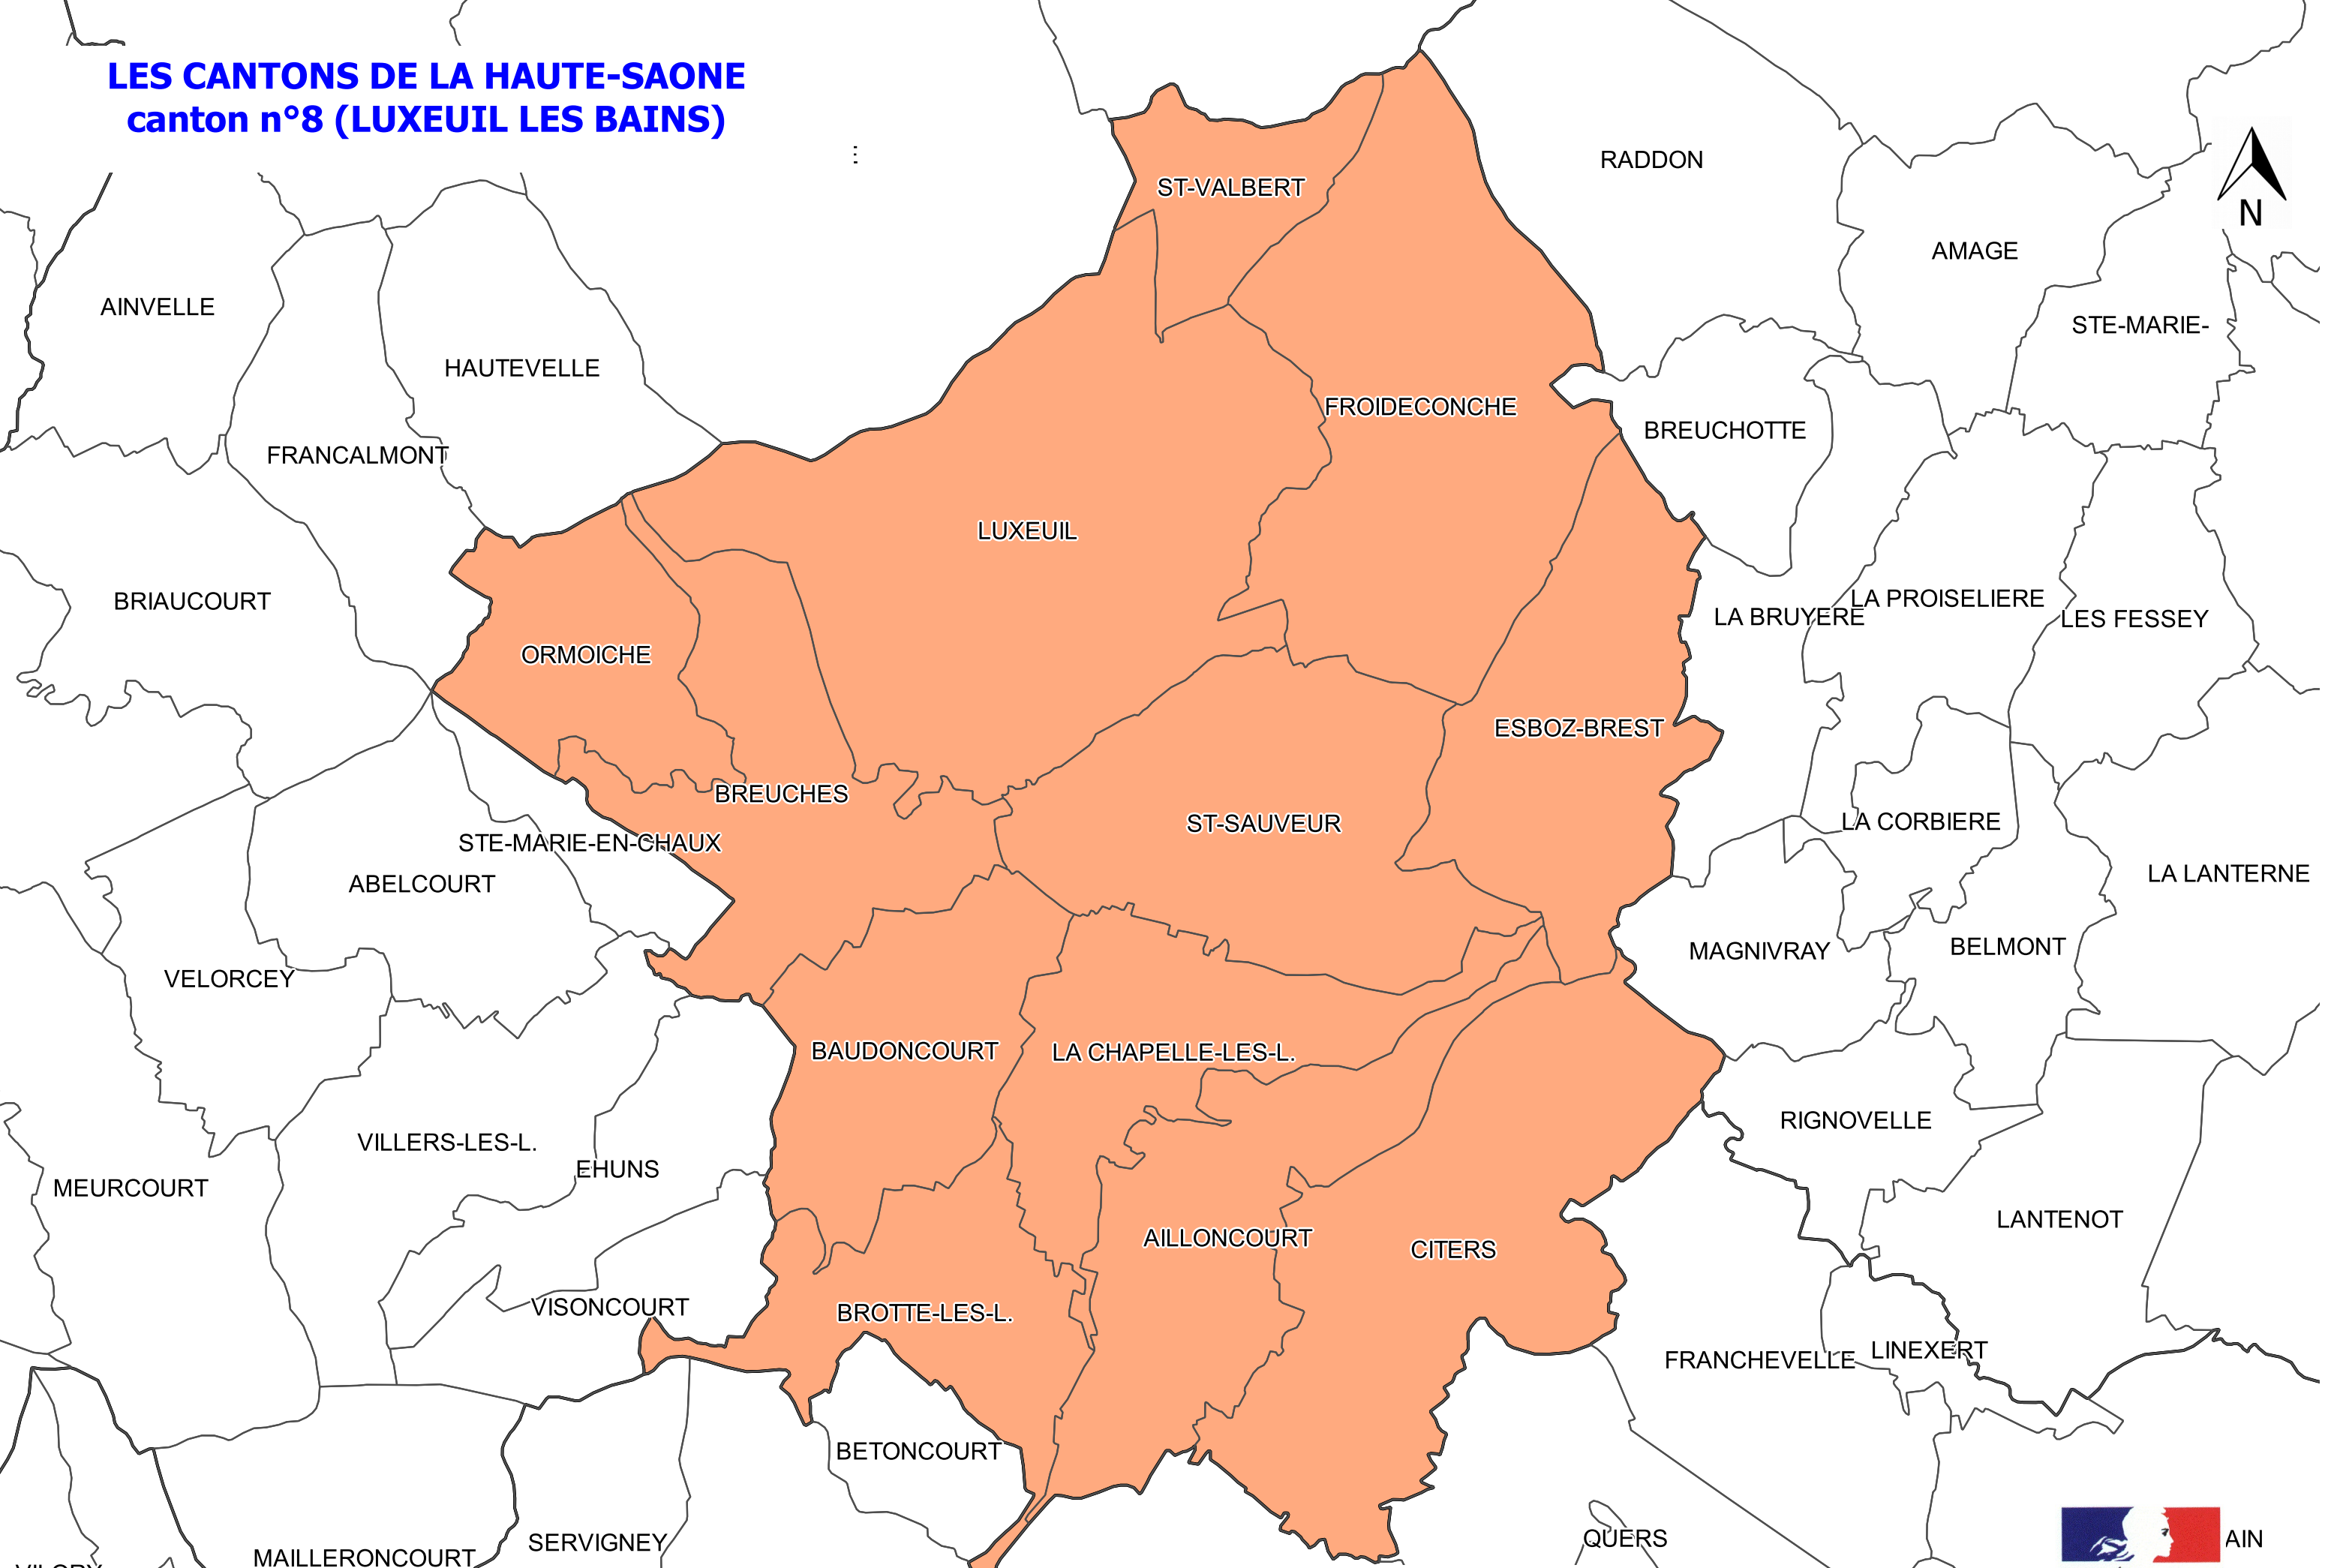 LES CANTONS DE LA HAUTE-SAONE
canton n°8 (LUXEUIL LES BAINS)
RADDON
ST-VALBERT
N
AMAGE
AINVELLE
STE-MARIE-
HAUTEVELLE
FROIDECONCHE
BREUCHOTTE
FRANCALMONT
LUXEUIL
BRIAUCOURT
LA PROISELIERE
LA BRUYERE
LES FESSEY
ORMOICHE
ESBOZ-BREST
BREUCHES
ST-SAUVEUR
LA CORBIERE
STE-MARIE-EN-CHAUX
LA LANTERNE
ABELCOURT
BELMONT
MAGNIVRAY
VELORCEY
BAUDONCOURT
LA CHAPELLE-LES-L.
RIGNOVELLE
VILLERS-LES-L.
EHUNS
MEURCOURT
LANTENOT
AILLONCOURT
CITERS
VISONCOURT
BROTTE-LES-L.
LINEXERT
FRANCHEVELLE
BETONCOURT
QUERS
AIN
SERVIGNEY
MAILLERONCOURT